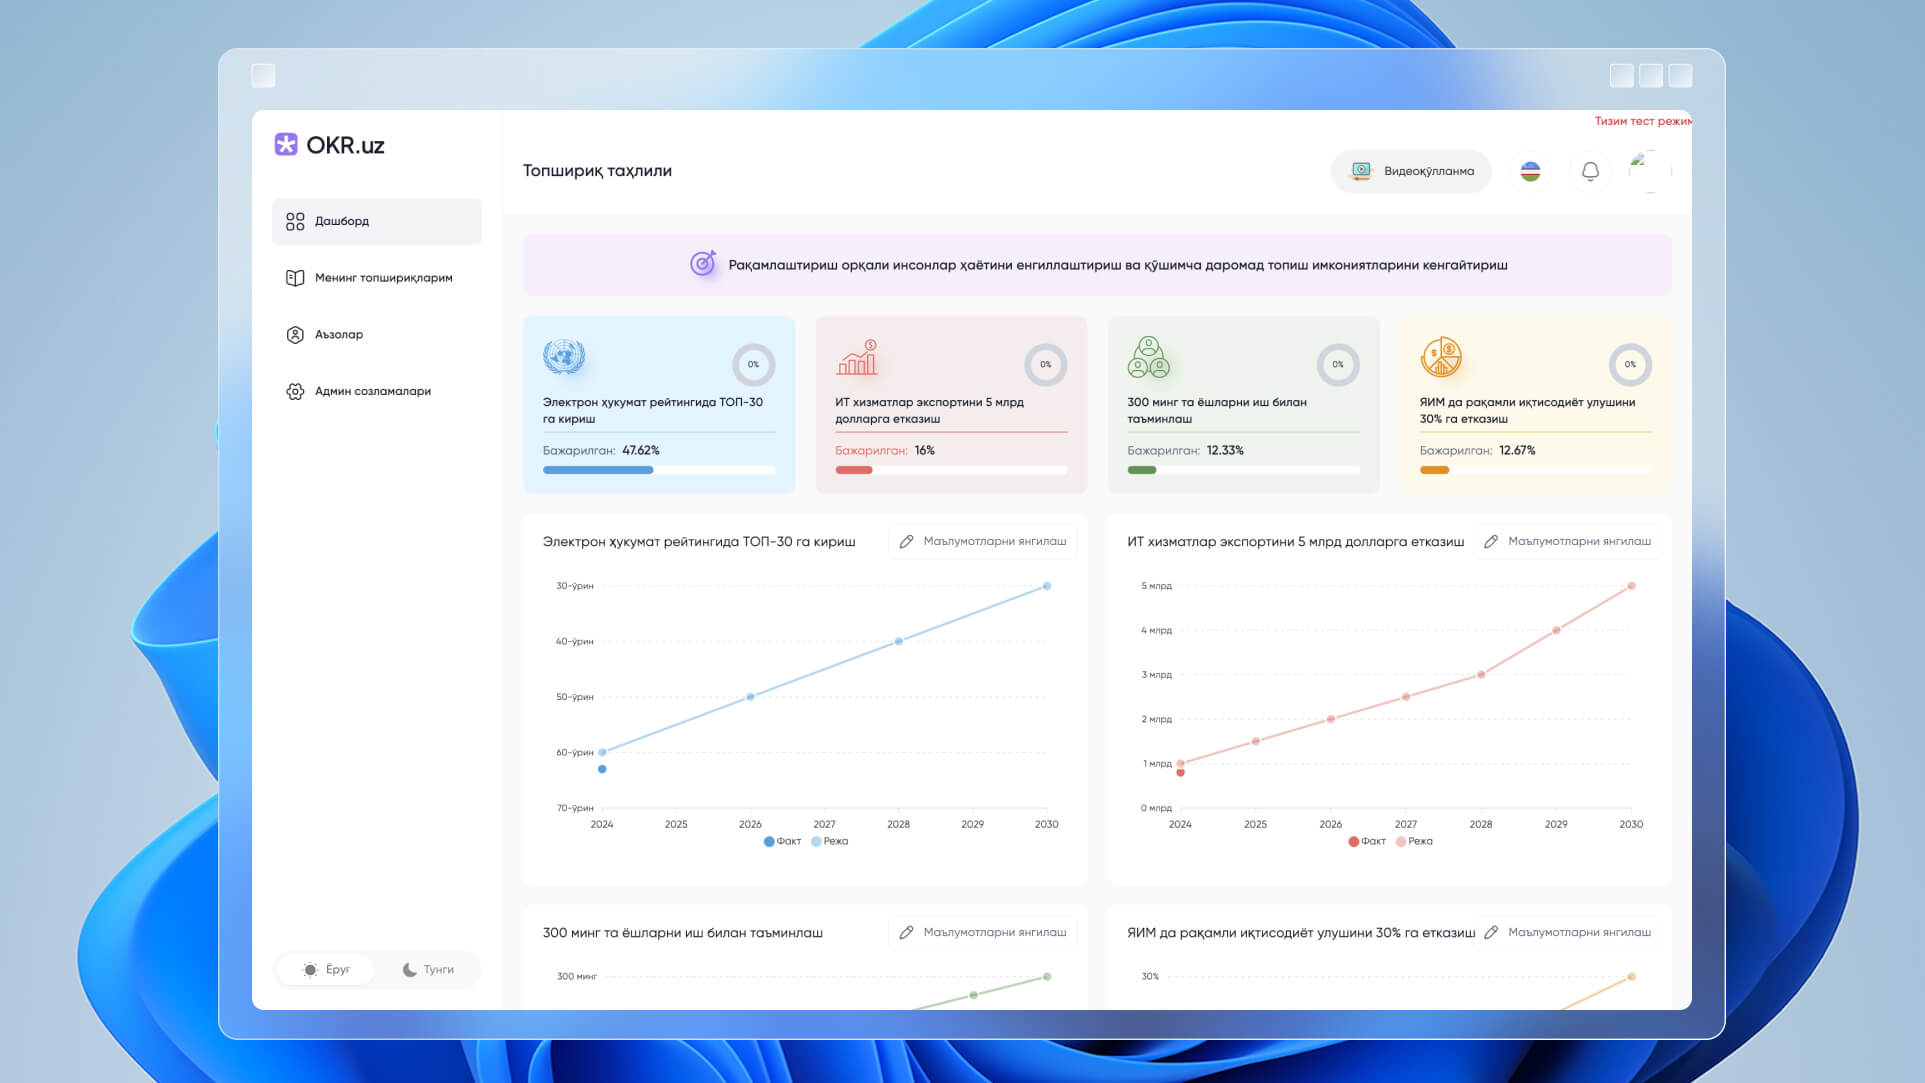 Тизим тест режим
OKR.uz
Топшириқ таҳлили
Видеоқўлланма
Дашборд
Менинг топшириқларим
Аъзолар
Админ созламалари
Рақамлаштириш орқали инсонлар ҳаётини енгиллаштириш ва қўшимча даромад топиш имкониятларини кенгайтириш
0%
Электрон ҳукумат рейтингида ТОП-30
га кириш
Бажарилган: 47.62%
0%
ИТ хизматлар экспортини 5 млрд
долларга етказиш
Бажарилган: 16%
0%
300 минг та ёшларни иш билан
таъминлаш
Бажарилган: 12.33%
0%
ЯИМ да рақамли иқтисодиёт улушини
30% га етказиш
Бажарилган: 12.67%
Электрон ҳукумат рейтингида ТОП-30 га кириш
Маълумотларни янгилаш
30-ўрин
40-ўрин
50-ўрин
60-ўрин
70-ўрин
2024 2025 2026 2027 2028 2029 2030
Факт Режа
ИТ хизматлар экспортини 5 млрд долларга етказиш
Маълумотларни янгилаш
5 млрд
4 млрд
3 млрд
2 млрд
1 млрд
0 млрд
2024 2025 2026 2027 2028 2029 2030
Факт Режа
300 минг та ёшларни иш билан таъминлаш
Маълумотларни янгилаш
300 минг
ЯИМ да рақамли иқтисодиёт улушини 30% га етказиш
Маълумотларни янгилаш
30%
Ёруғ
Тунги